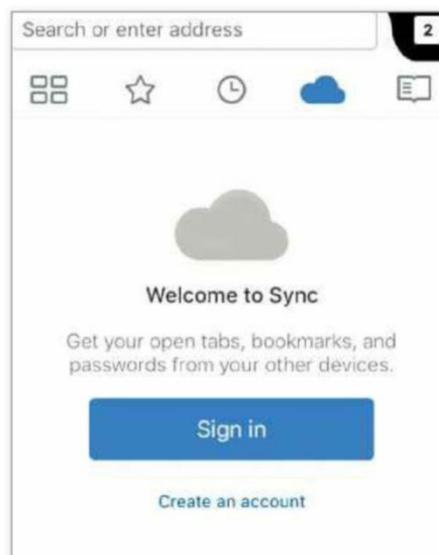 Search or enter address
2
Welcome to Sync
Get your open tabs, bookmarks, and
passwords from your other devices.
Sign in
Create an account